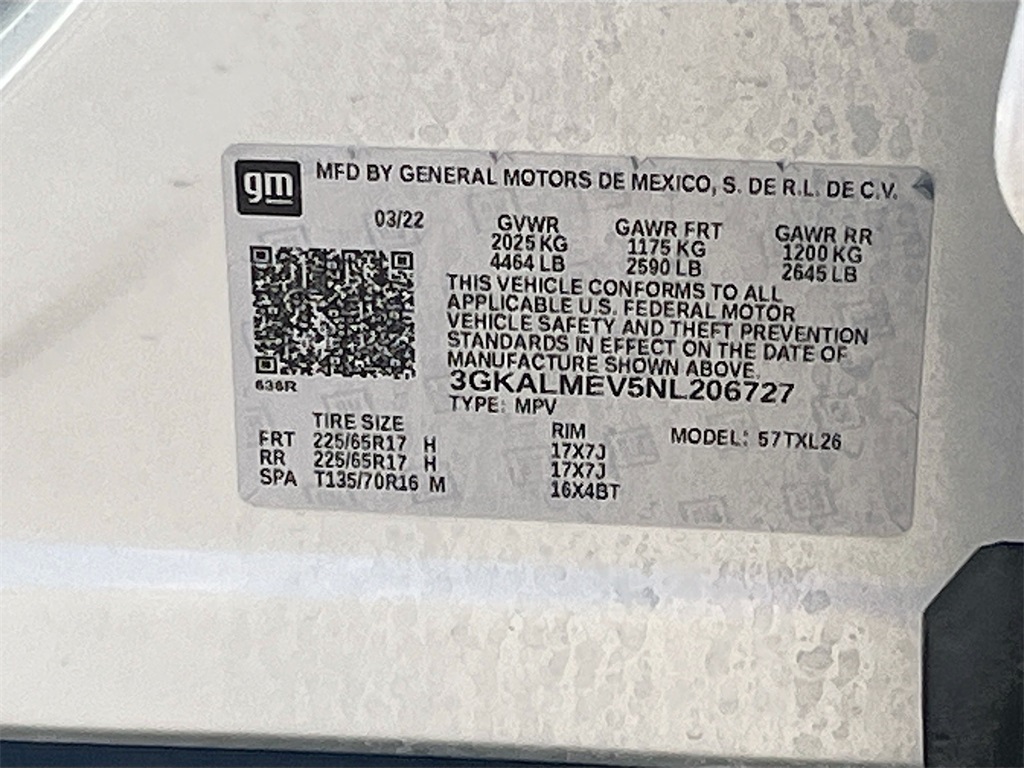 gm
MFD BY GENERAL MOTORS DE MEXICO, S. DE R.L. DE C.V.
03/22
GVWR GAWR FRT GAWR RR
2025 KG 1175 KG 1200 KG
4464 LB 2590 LB 2645 LB
THIS VEHICLE CONFORMS TO ALL
APPLICABLE U.S. FEDERAL MOTOR
VEHICLE SAFETY AND THEFT PREVENTION
STANDARDS IN EFFECT ON THE DATE OF
MANUFACTURE SHOWN ABOVE.
636R
3GKALMEV5NL206727
TYPE: MPV
TIRE SIZE RIM MODEL: 57TXL26
FRT 225/65R17 H 17X7J
RR 225/65R17 H 17X7J
SPA T135/70R16 M 16X4BT